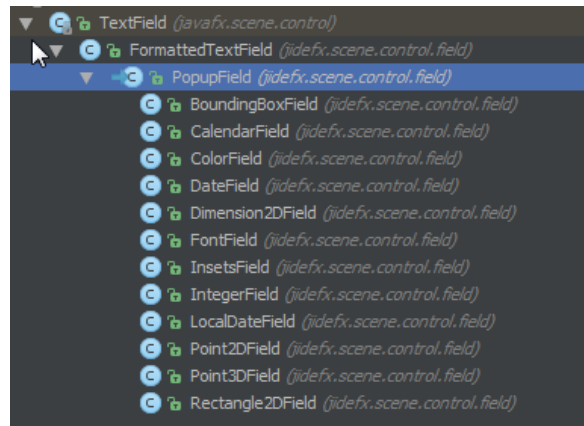 TextField (javafx.scene.control)
FormattedTextField (jidefx.scene.control.field)
PopupField (jidefx.scene.control.field)
BoundingBoxField (jidefx.scene.control.field)
CalendarField (jidefx.scene.control.field)
ColorField (jidefx.scene.control.field)
DateField (jidefx.scene.control.field)
Dimension2DField (jidefx.scene.control.field)
FontField (jidefx.scene.control.field)
InsetsField (jidefx.scene.control.field)
IntegerField (jidefx.scene.control.field)
LocalDateField (jidefx.scene.control.field)
Point2DField (jidefx.scene.control.field)
Point3DField (jidefx.scene.control.field)
Rectangle2DField (jidefx.scene.control.field)